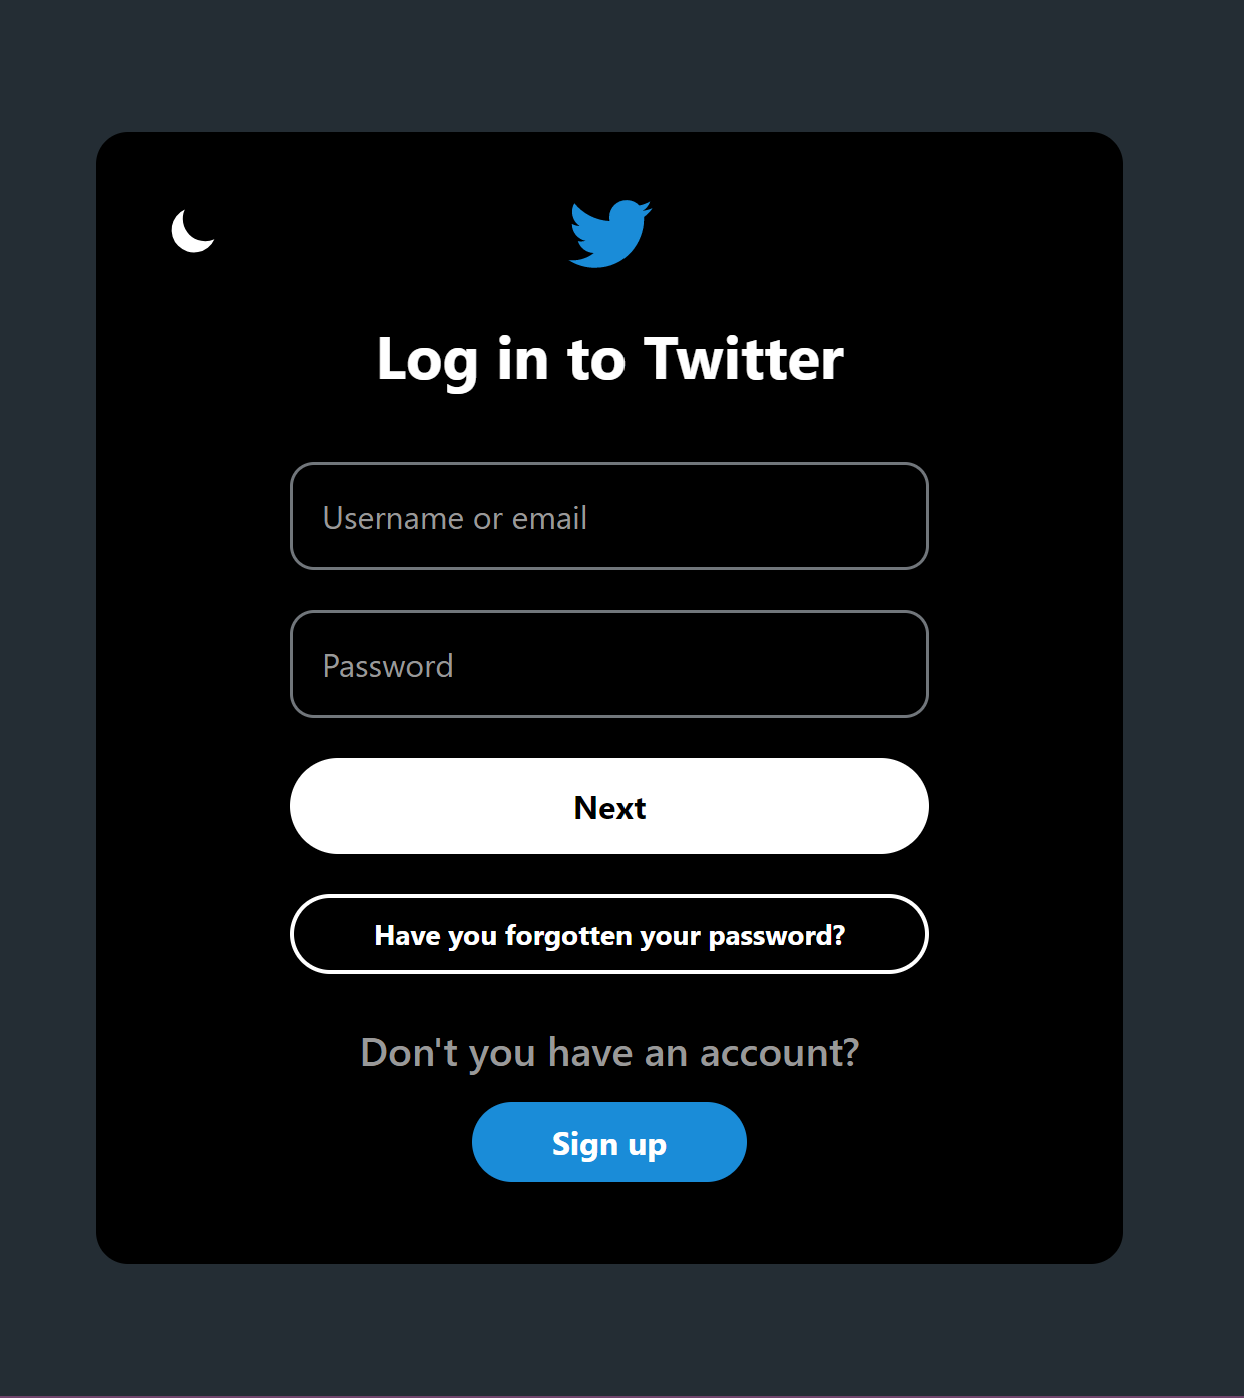 Log in to Twitter
Username or email
Password
Next
Have you forgotten your password?
Don't you have an account?
Sign up